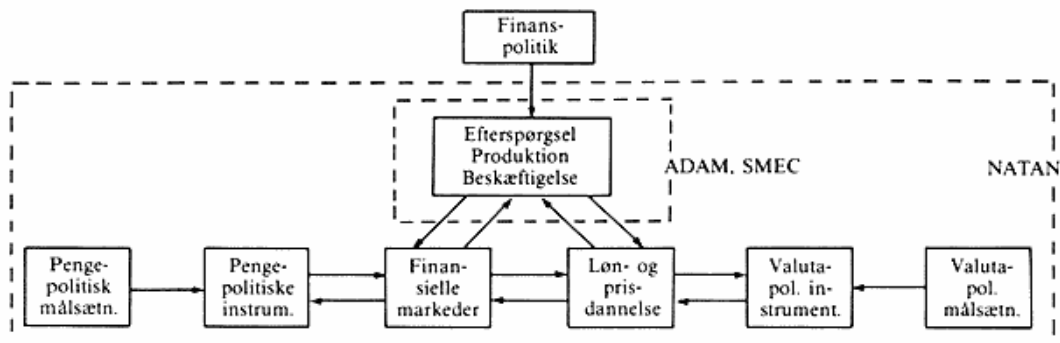 Finans-
politik
Efterspørgsel
Produktion
Beskæftigelse
ADAM, SMEC
NATAN
Penge-
politisk
målsætn.
Penge-
politiske
instrum.
Finan-
sielle
markeder
Løn- og
pris-
dannelse
Valuta-
pol. in-
strument.
Valuta-
pol.
målsætn.